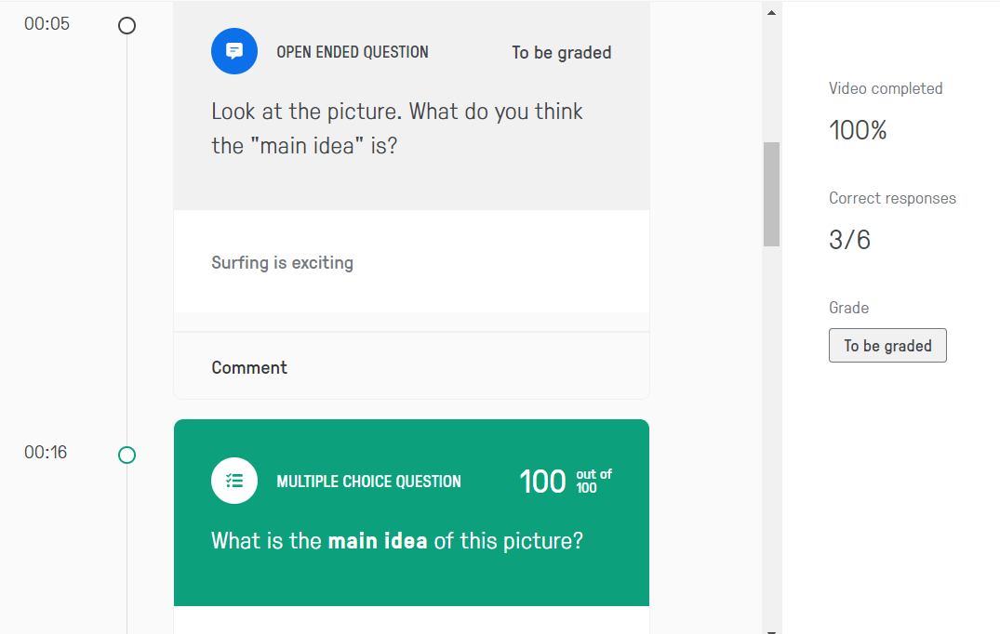 00:05
OPEN ENDED QUESTION
To be graded
Look at the picture. What do you think
the "main idea" is?
Surfing is exciting
Comment
00:16
MULTIPLE CHOICE QUESTION
100 out of
100
What is the main idea of this picture?
Video completed
100%
Correct responses
3/6
Grade
To be graded